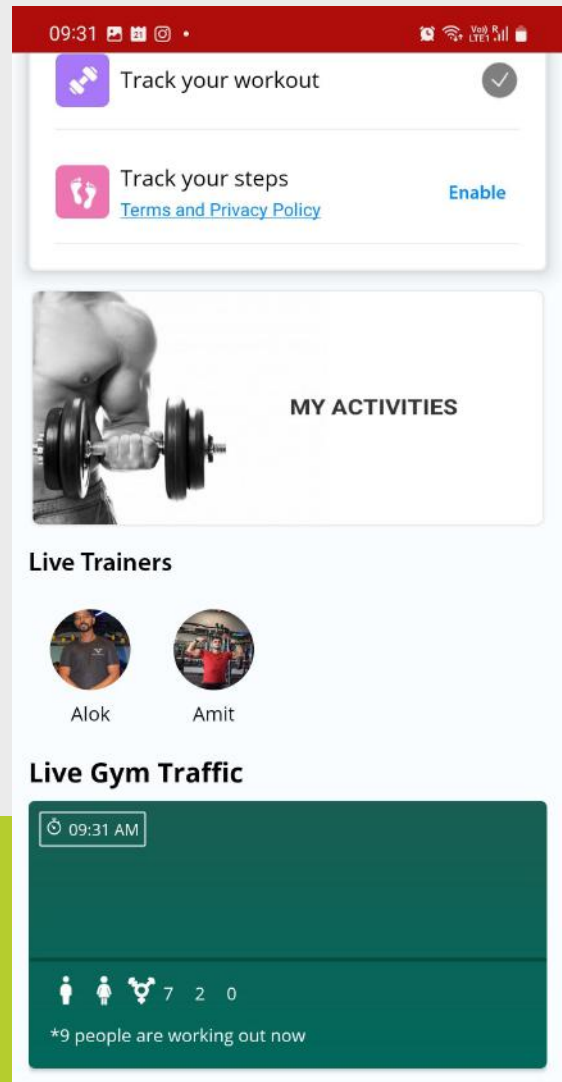 09:31
Track your workout
Track your steps
Enable
Terms and Privacy Policy
MY ACTIVITIES
Live Trainers
Alok Amit
Live Gym Traffic
09:31 AM
7 2 0
*9 people are working out now